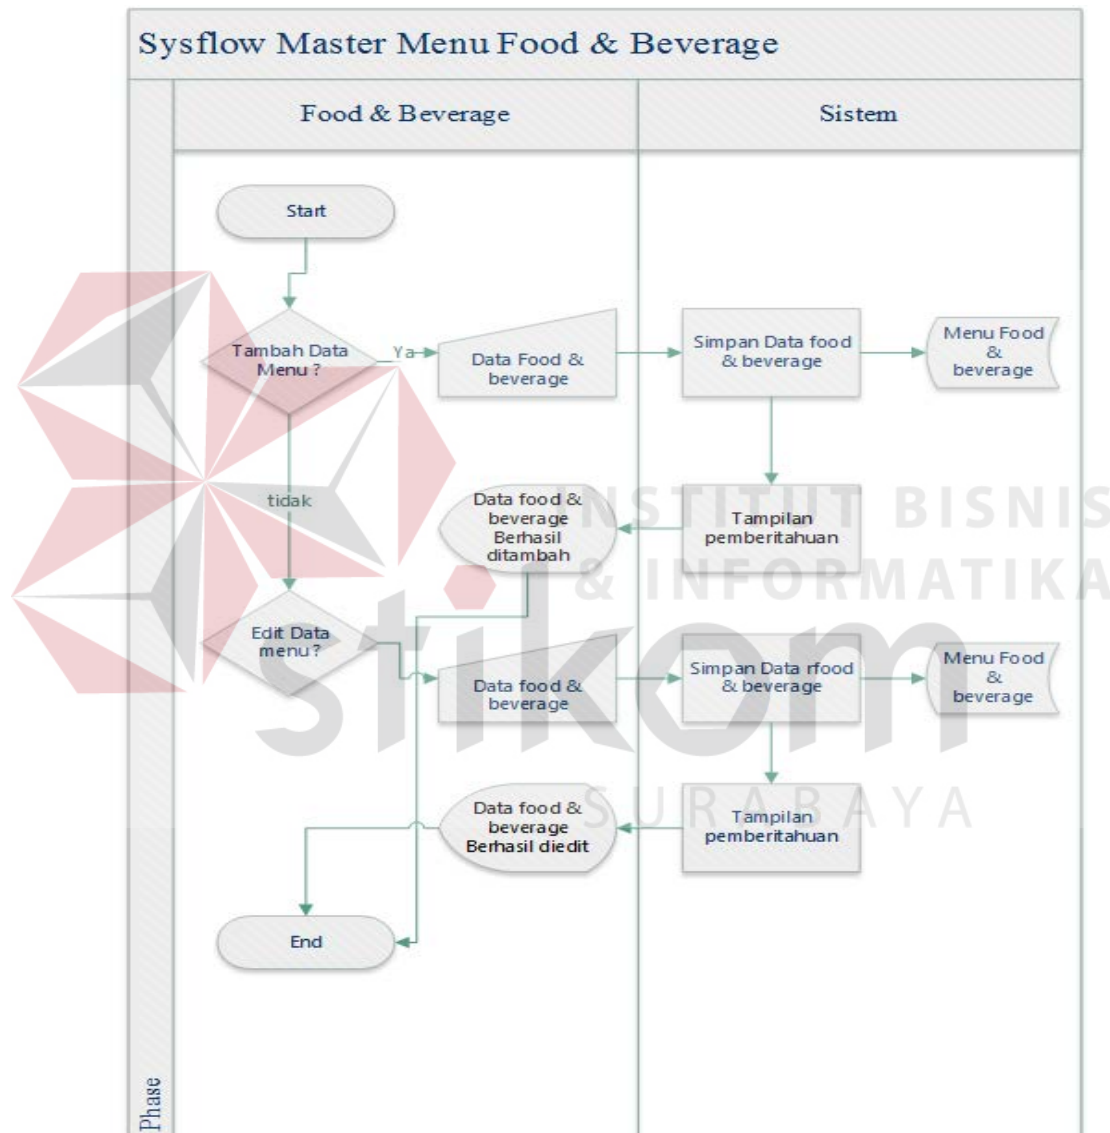 Sysflow Master Menu Food & Beverage
Food & Beverage
Sistem
Start
Tambah Data
Menu ?
Ya
Data Food &
beverage
Simpan Data food
& beverage
Menu Food
&
beverage
tidak
Data food &
beverage
Berhasil
ditambah
Tampilan
pemberitahuan
Edit Data
menu ?
Data food &
beverage
Simpan Data rfood
& beverage
Menu Food
&
beverage
Data food &
beverage
Berhasil diedit
Tampilan
pemberitahuan
End
Phase
INSTITUT BISNIS
& INFORMATIKA
stikom
SURABAYA